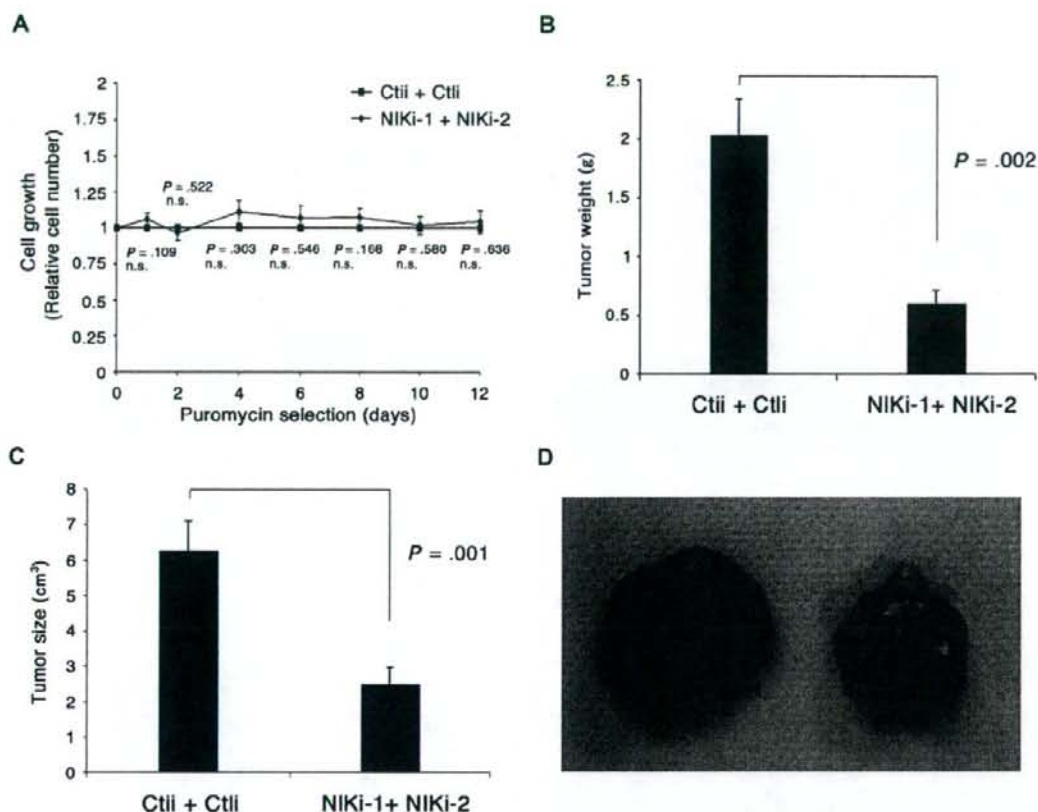 A
2
1.75
1.5
1.25
1
0.75
0.5
0.25
0
Cell growth
(Relative cell number)
Ctii + Ctli
NIKi-1 + NIKi-2
P = .522
n.s.
P = .109
n.s.
P = .303
n.s.
P = .546
n.s.
P = .168
n.s.
P = .580
n.s.
P = .636
n.s.
0 2 4 6 8 10 12
Puromycin selection (days)
B
2.5
2
1.5
1
0.5
0
Tumor weight (g)
P = .002
Ctii + Ctli
NIKi-1+ NIKi-2
C
8
7
6
5
4
3
2
1
0
Tumor size (cm³)
P = .001
Ctii + Ctli
NIKi-1+ NIKi-2
D